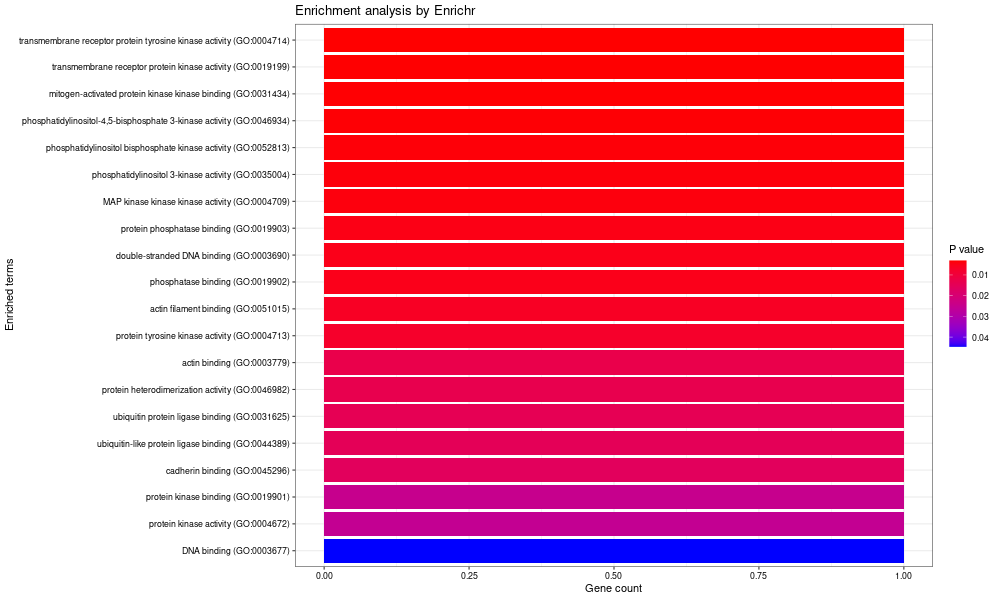 Enrichment analysis by Enrichr
transmembrane receptor protein tyrosine kinase activity (GO:0004714)
transmembrane receptor protein kinase activity (GO:0019199)
mitogen-activated protein kinase kinase binding (GO:0031434)
phosphatidylinositol-4,5-bisphosphate 3-kinase activity (GO:0046934)
phosphatidylinositol bisphosphate kinase activity (GO:0052813)
phosphatidylinositol 3-kinase activity (GO:0035004)
MAP kinase kinase kinase activity (GO:0004709)
protein phosphatase binding (GO:0019903)
double-stranded DNA binding (GO:0003690)
phosphatase binding (GO:0019902)
actin filament binding (GO:0051015)
protein tyrosine kinase activity (GO:0004713)
actin binding (GO:0003779)
protein heterodimerization activity (GO:0046982)
ubiquitin protein ligase binding (GO:0031625)
ubiquitin-like protein ligase binding (GO:0044389)
cadherin binding (GO:0045296)
protein kinase binding (GO:0019901)
protein kinase activity (GO:0004672)
DNA binding (GO:0003677)
Enriched terms
0.00 0.25 0.50 0.75 1.00
Gene count
P value
0.01
0.02
0.03
0.04